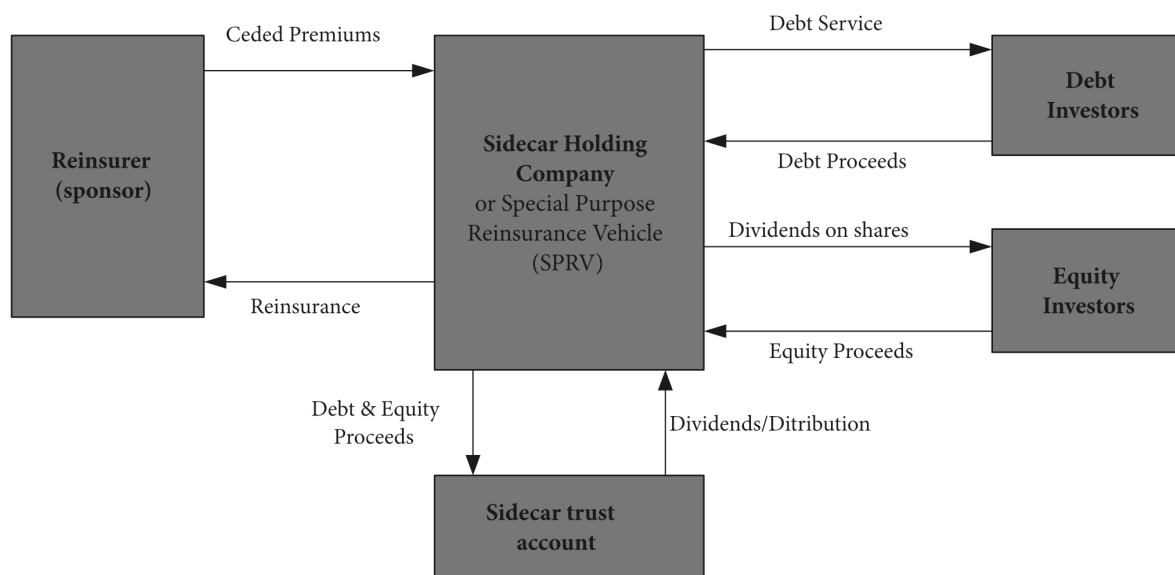 Ceded Premiums
Reinsurer
(sponsor)
Reinsurance
Sidecar Holding
Company
or Special Purpose
Reinsurance Vehicle
(SPRV)
Debt Service
Debt
Investors
Debt Proceeds
Dividends on shares
Equity
Investors
Equity Proceeds
Debt & Equity
Proceeds
Dividends/Ditribution
Sidecar trust
account